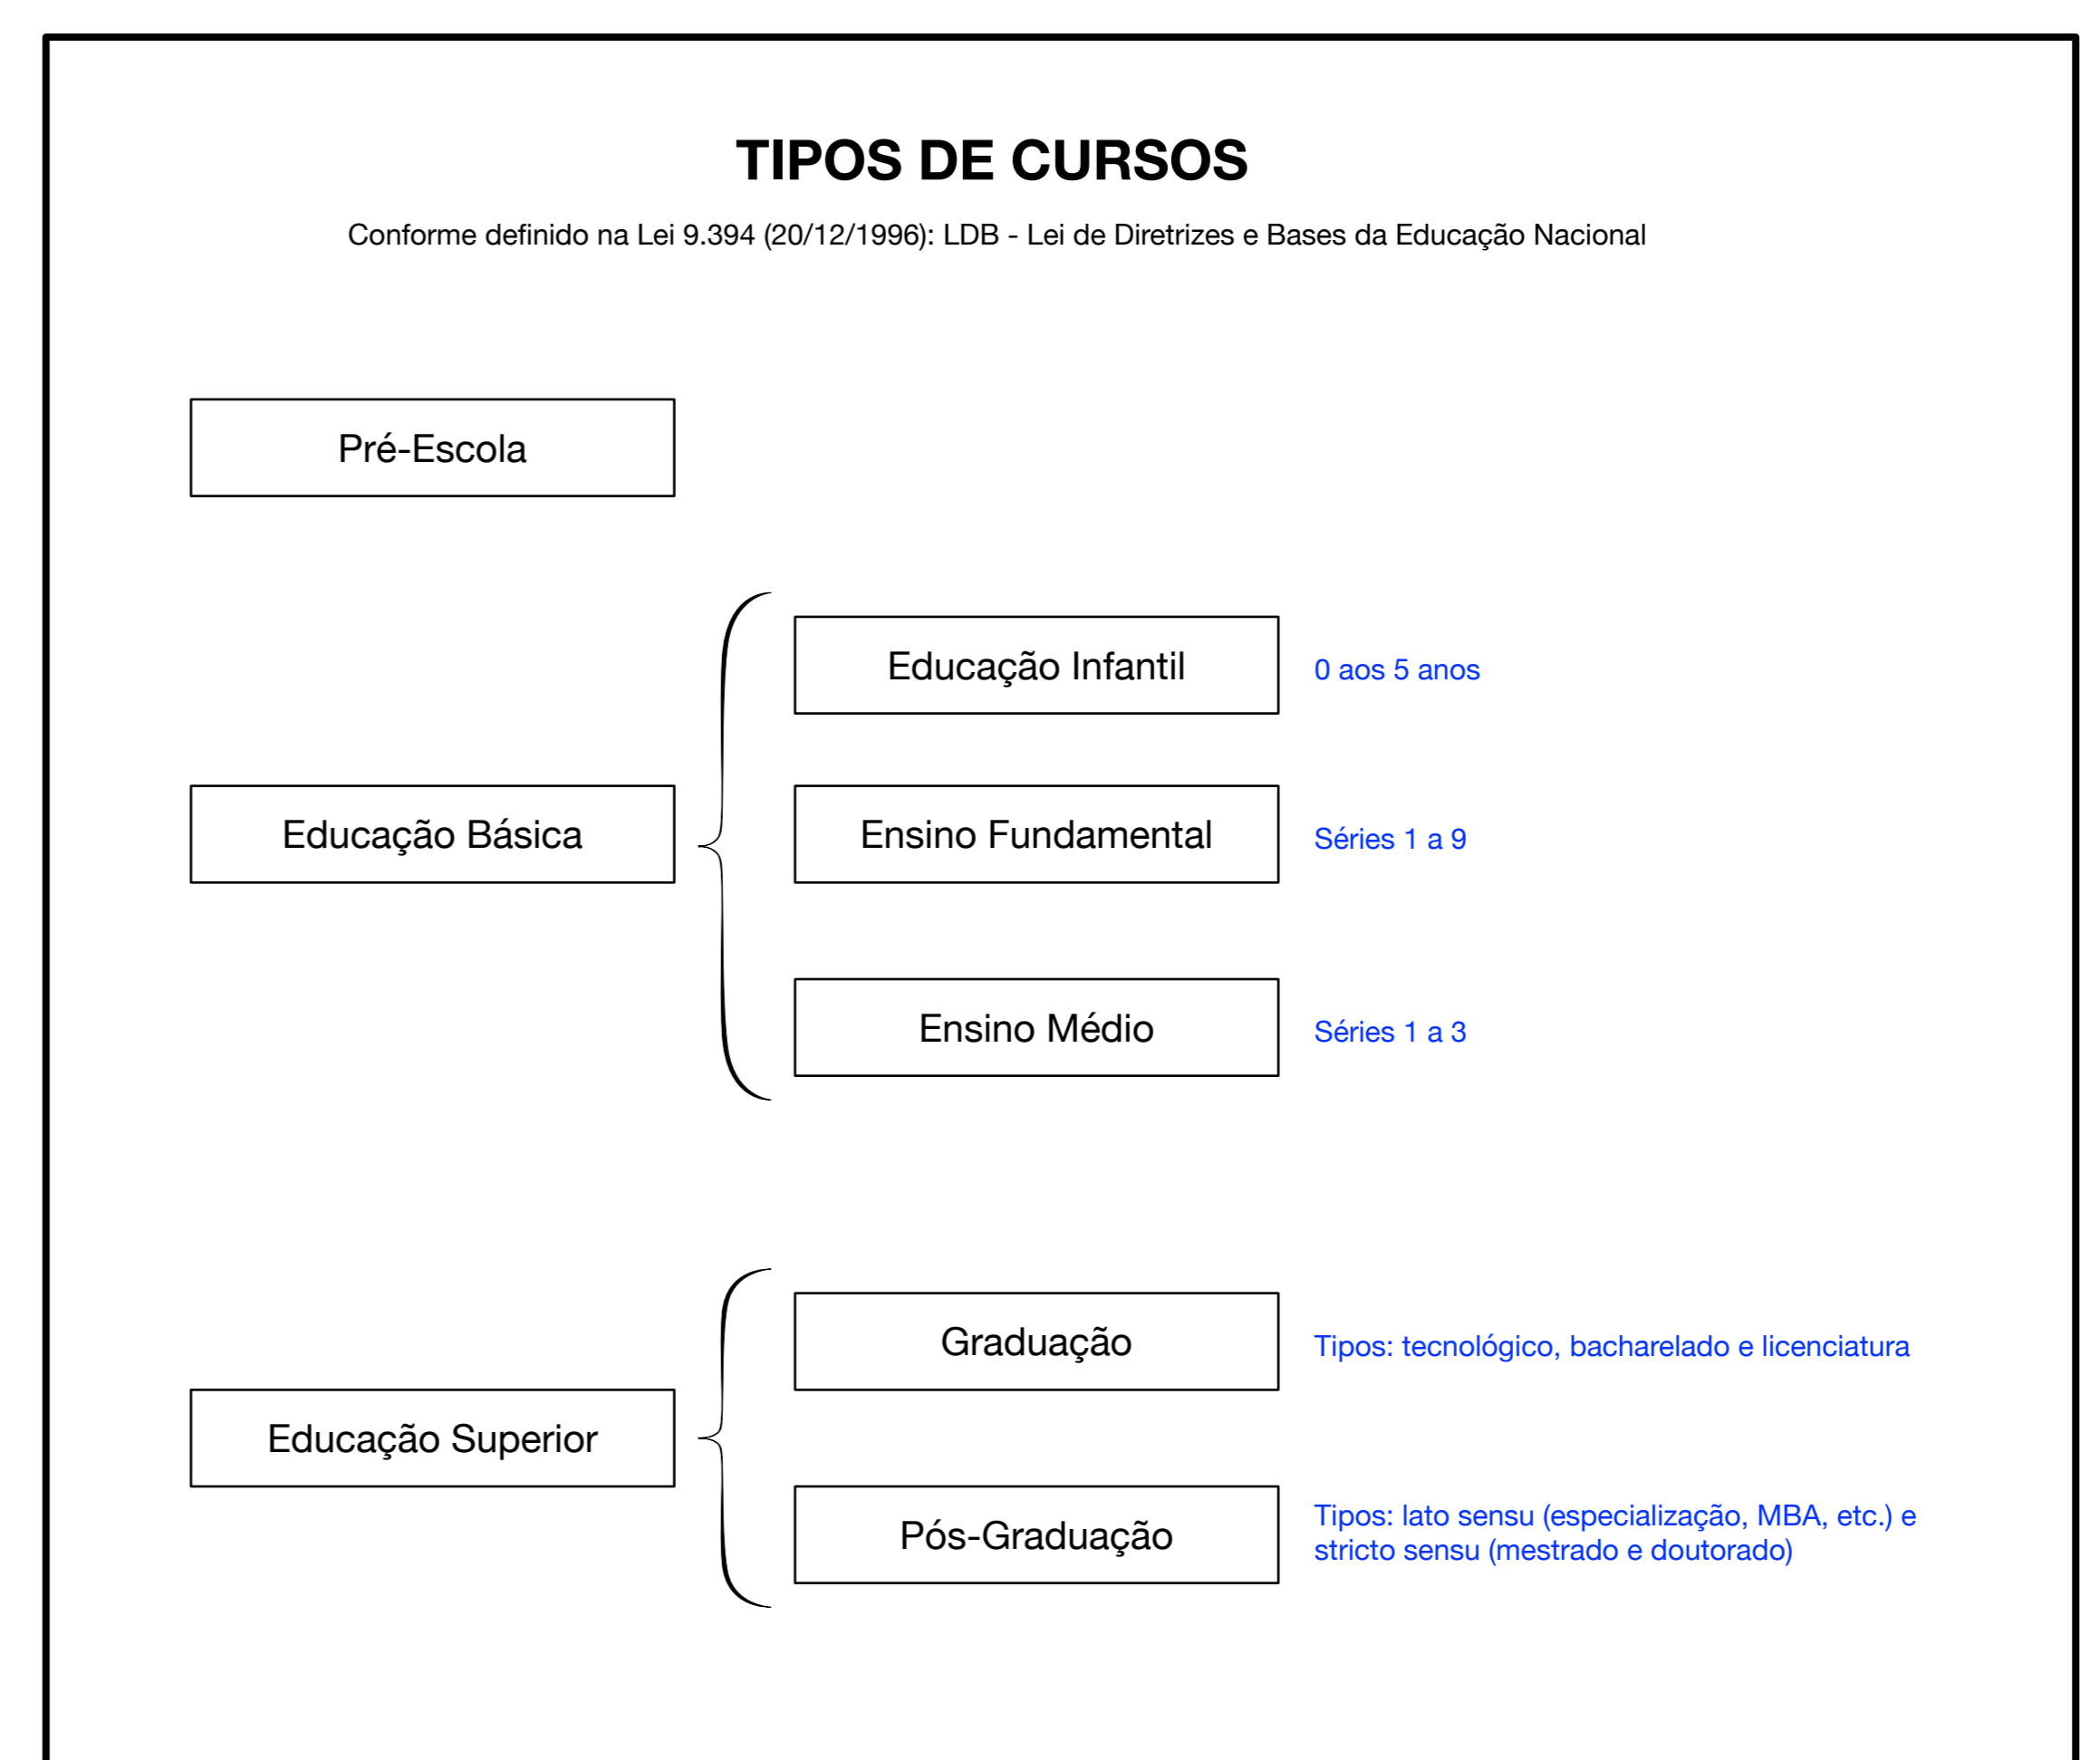 TIPOS DE CURSOS
Conforme definido na Lei 9.394 (20/12/1996): LDB - Lei de Diretrizes e Bases da Educação Nacional
Pré-Escola
Educação Básica
Educação Infantil
0 aos 5 anos
Ensino Fundamental
Séries 1 a 9
Ensino Médio
Séries 1 a 3
Educação Superior
Graduação
Tipos: tecnológico, bacharelado e licenciatura
Pós-Graduação
Tipos: lato sensu (especialização, MBA, etc.) e
stricto sensu (mestrado e doutorado)